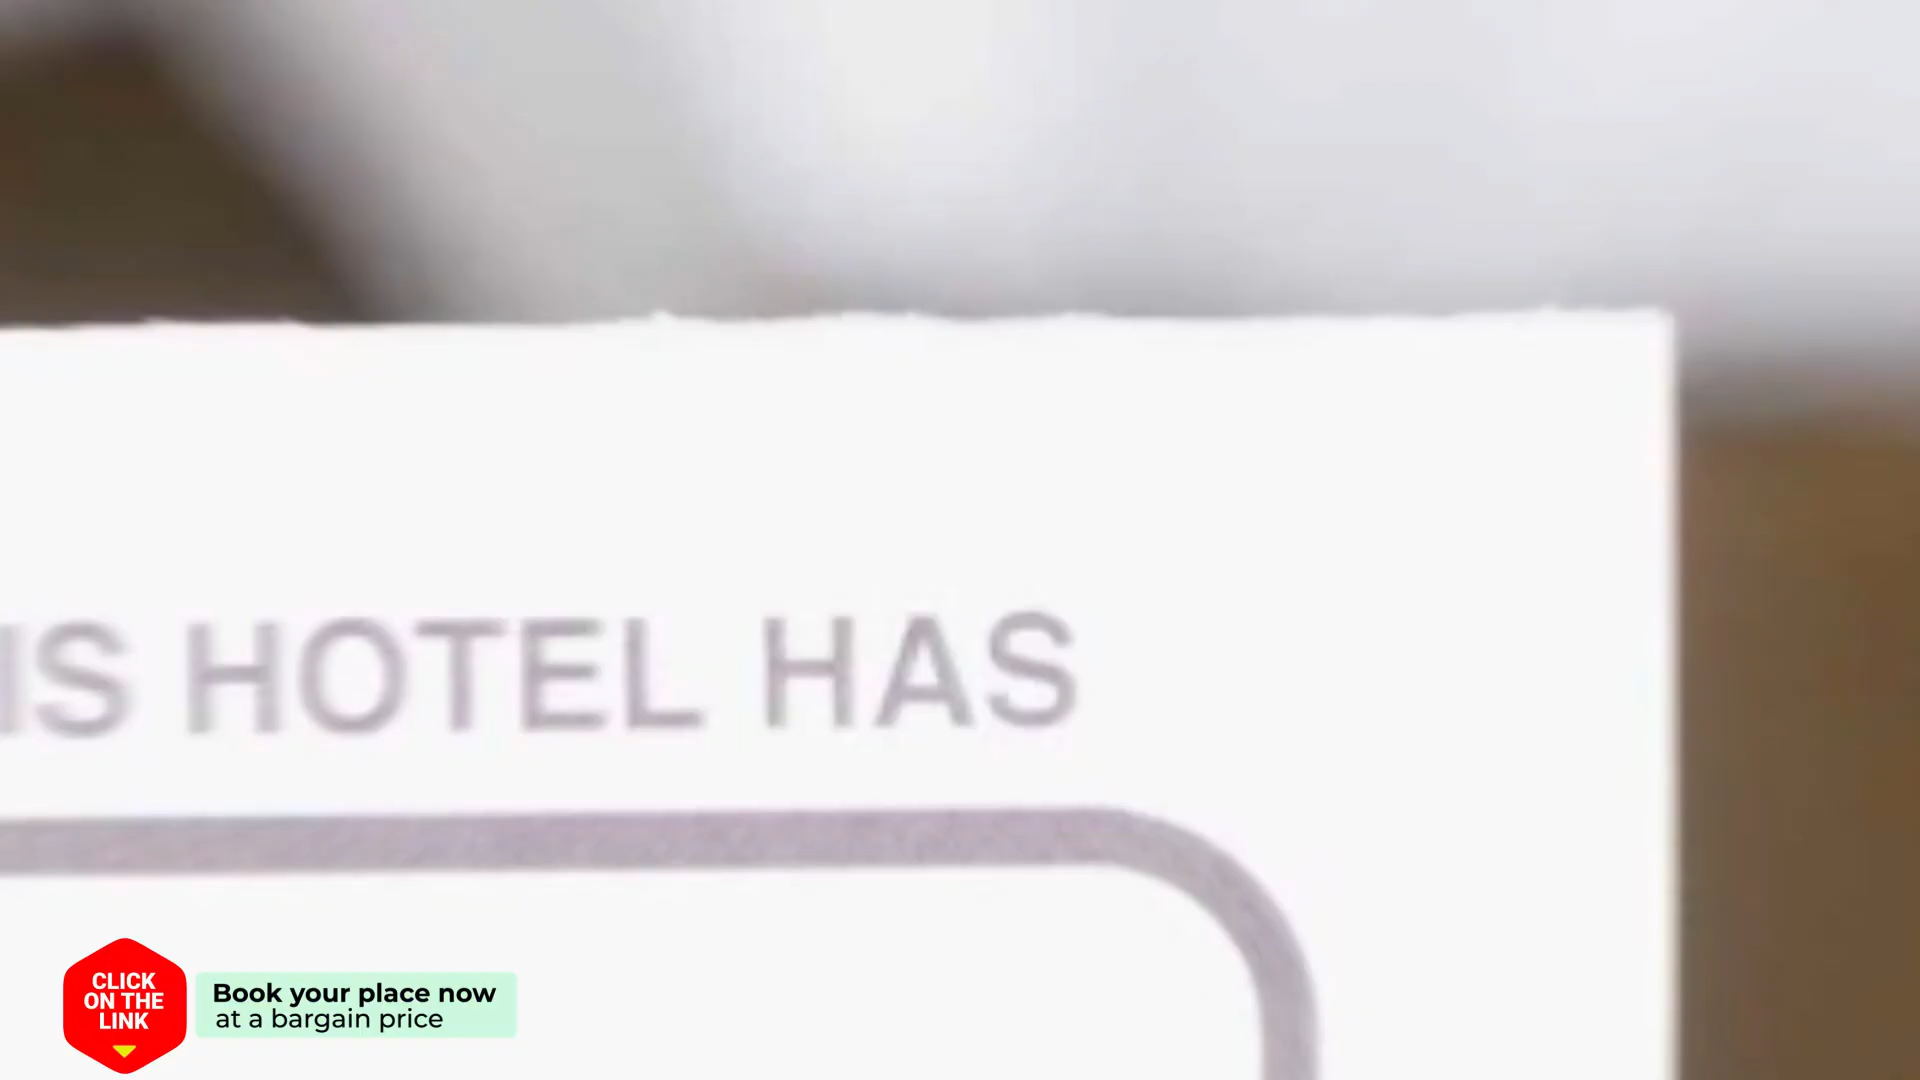 IS HOTEL HAS
CLICK
ON THE
LINK
Book your place now
at a bargain price